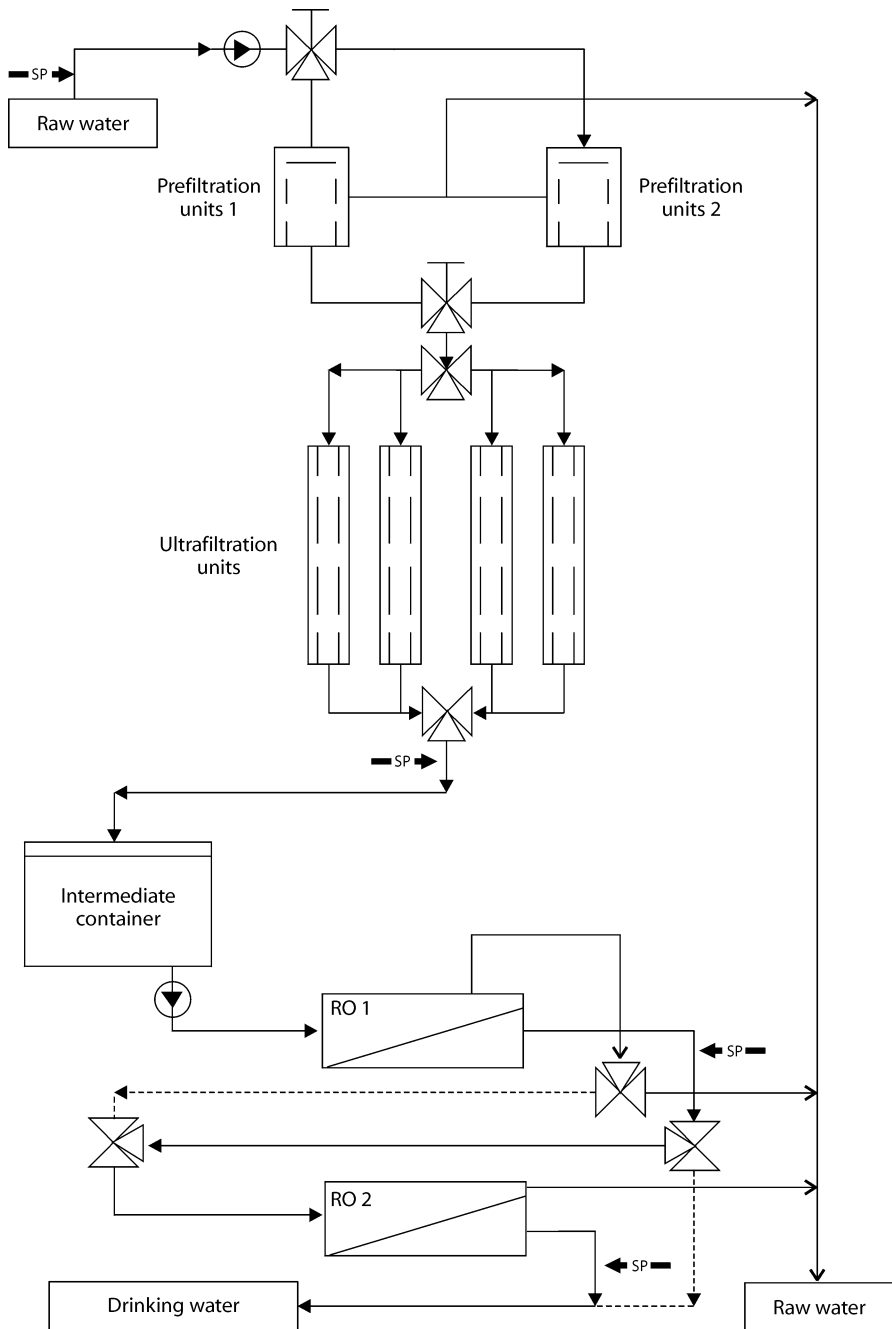 SP
Raw water
Prefiltration
units 1
Prefiltration
units 2
Ultrafiltration
units
SP
Intermediate
container
RO 1
SP
RO 2
SP
Drinking water
Raw water